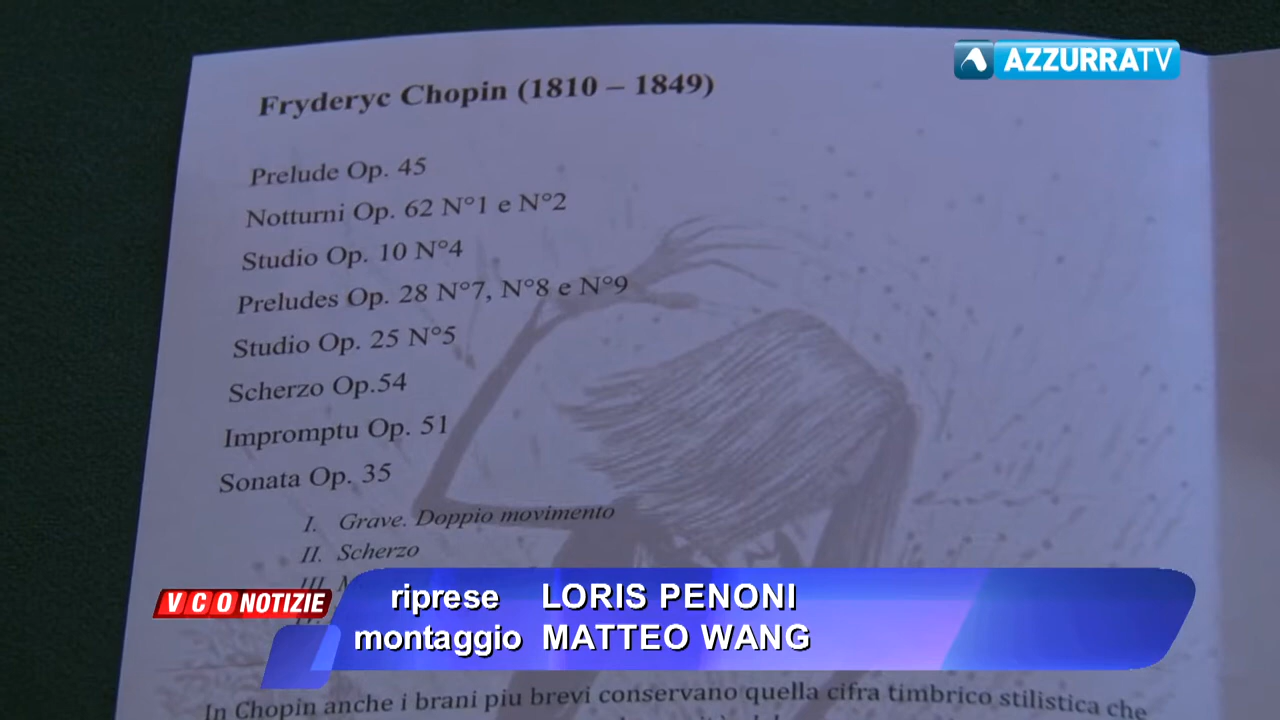 AZZURRATV
Fryderyc Chopin (1810 – 1849)
Prelude Op. 45
Notturni Op. 62 N°1 e N°2
Studio Op. 10 N°4
Preludes Op. 28 N°7, N°8 e N°9
Studio Op. 25 N°5
Scherzo Op.54
Impromptu Op. 51
Sonata Op. 35
I. Grave. Doppio movimento
II. Scherzo
III.
VCO NOTIZIE
riprese LORIS PENONI
montaggio MATTEO WANG
In Chopin anche i brani piu brevi conservano quella cifra timbrico stilistica che